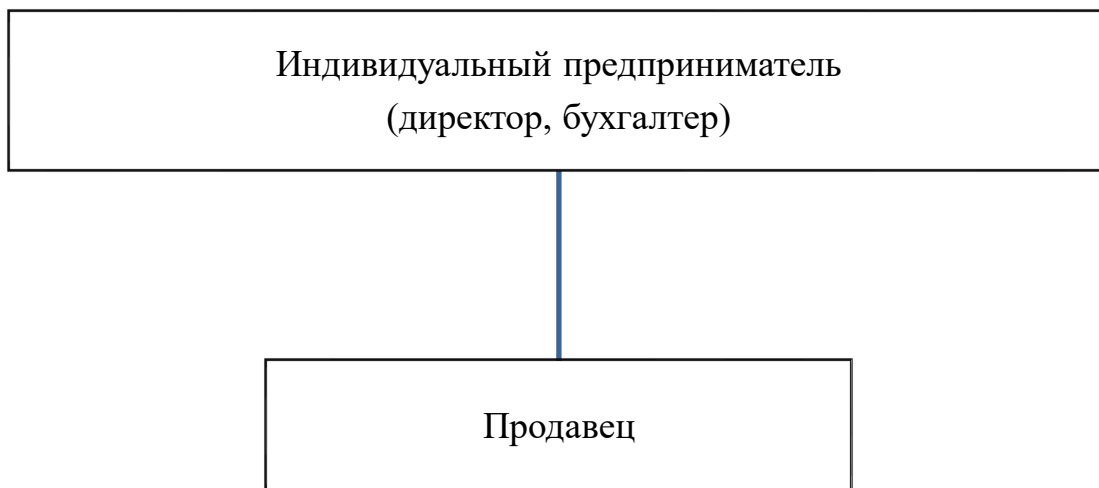 Индивидуальный предприниматель
(директор, бухгалтер)
Продавец